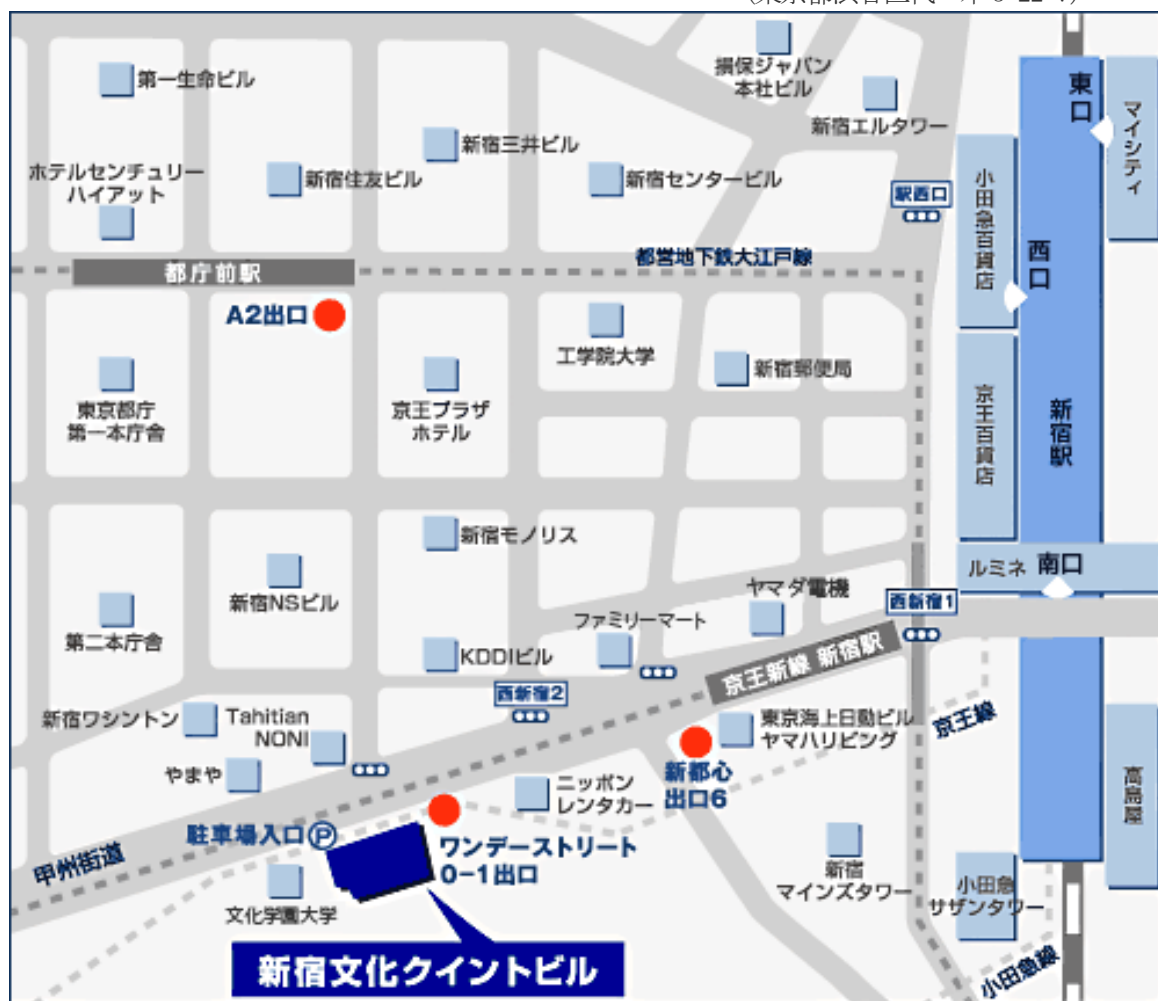 第一生命ビル
損保ジャパン
本社ビル
新宿エルタワー
東口
マイシティ
新宿三井ビル
ホテルセンチュリー
ハイアット
新宿住友ビル
新宿センタービル
駅西口
小田急百貨店
西口
都営地下鉄大江戸線
都庁前駅
A2出口
工学院大学
新宿郵便局
東京都庁
第一本庁舎
京王プラザ
ホテル
京王百貨店
新宿駅
新宿モノリス
ルミネ
南口
新宿NSビル
ヤマダ電機
西新宿1
第二本庁舎
ファミリーマート
KDDIビル
京王新線 新宿駅
西新宿2
新宿ワシントン
Tahitian
NONI
東京海上日動ビル
ヤマハリビング
京王線
やまや
新都心
出口6
ニッポン
レンタカー
高島屋
駐車場入口Ⓟ
ワンデーストリート
0-1出口
甲州街道
新宿
マインズタワー
小田急
サザンタワー
文化学園大学
新宿文化クイントビル
小田急線